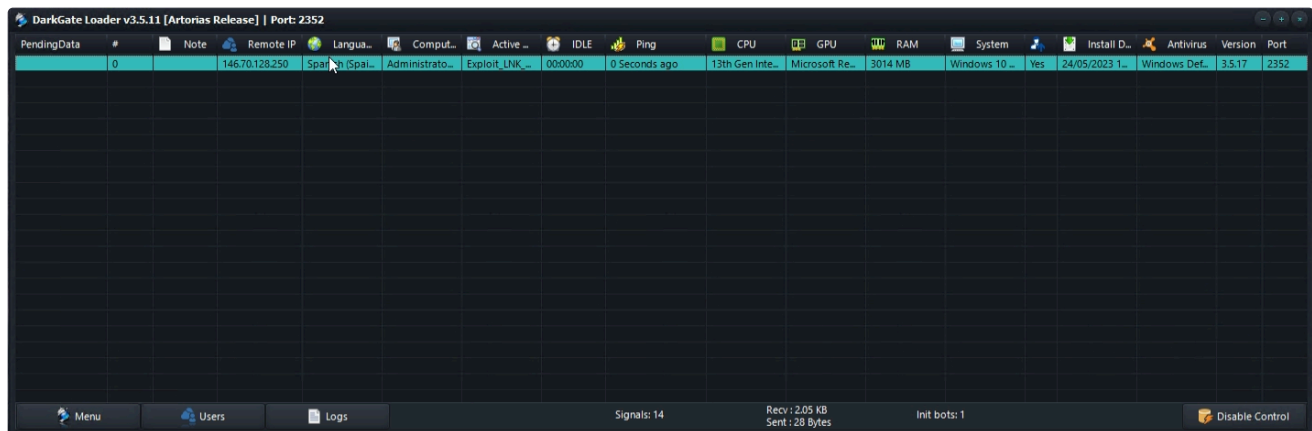 DarkGate Loader v3.5.11 [Artorias Release] | Port: 2352
PendingData # Note Remote IP Langua... Comput... Active ... IDLE Ping CPU GPU RAM System Install D... Antivirus Version Port
0 146.70.128.250 Spanish (Spai... Administrato... Exploit_LNK_... 00:00:00 0 Seconds ago 13th Gen Inte... Microsoft Re... 3014 MB Windows 10 ... Yes 24/05/2023 1... Windows Def... 3.5.17 2352
Menu Users Logs Signals: 14 Recv : 2.05 KB Init bots: 1 Disable Control
Sent : 28 Bytes